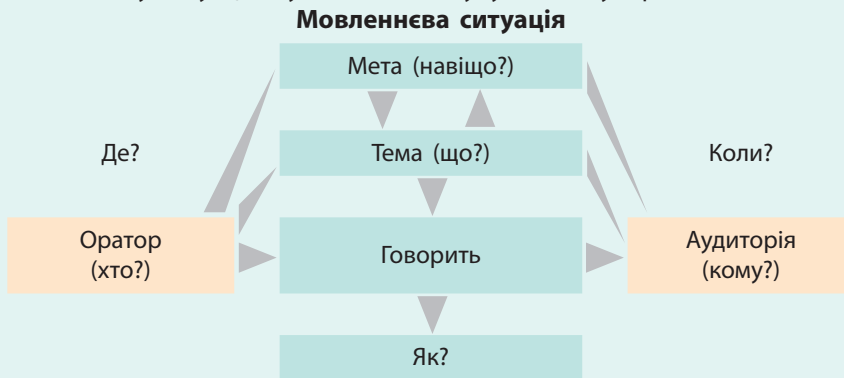 Мовленнєва ситуація
Мета (навіщо?)
Де?
Тема (що?)
Коли?
Оратор
(хто?)
Говорить
Аудиторія
(кому?)
Як?